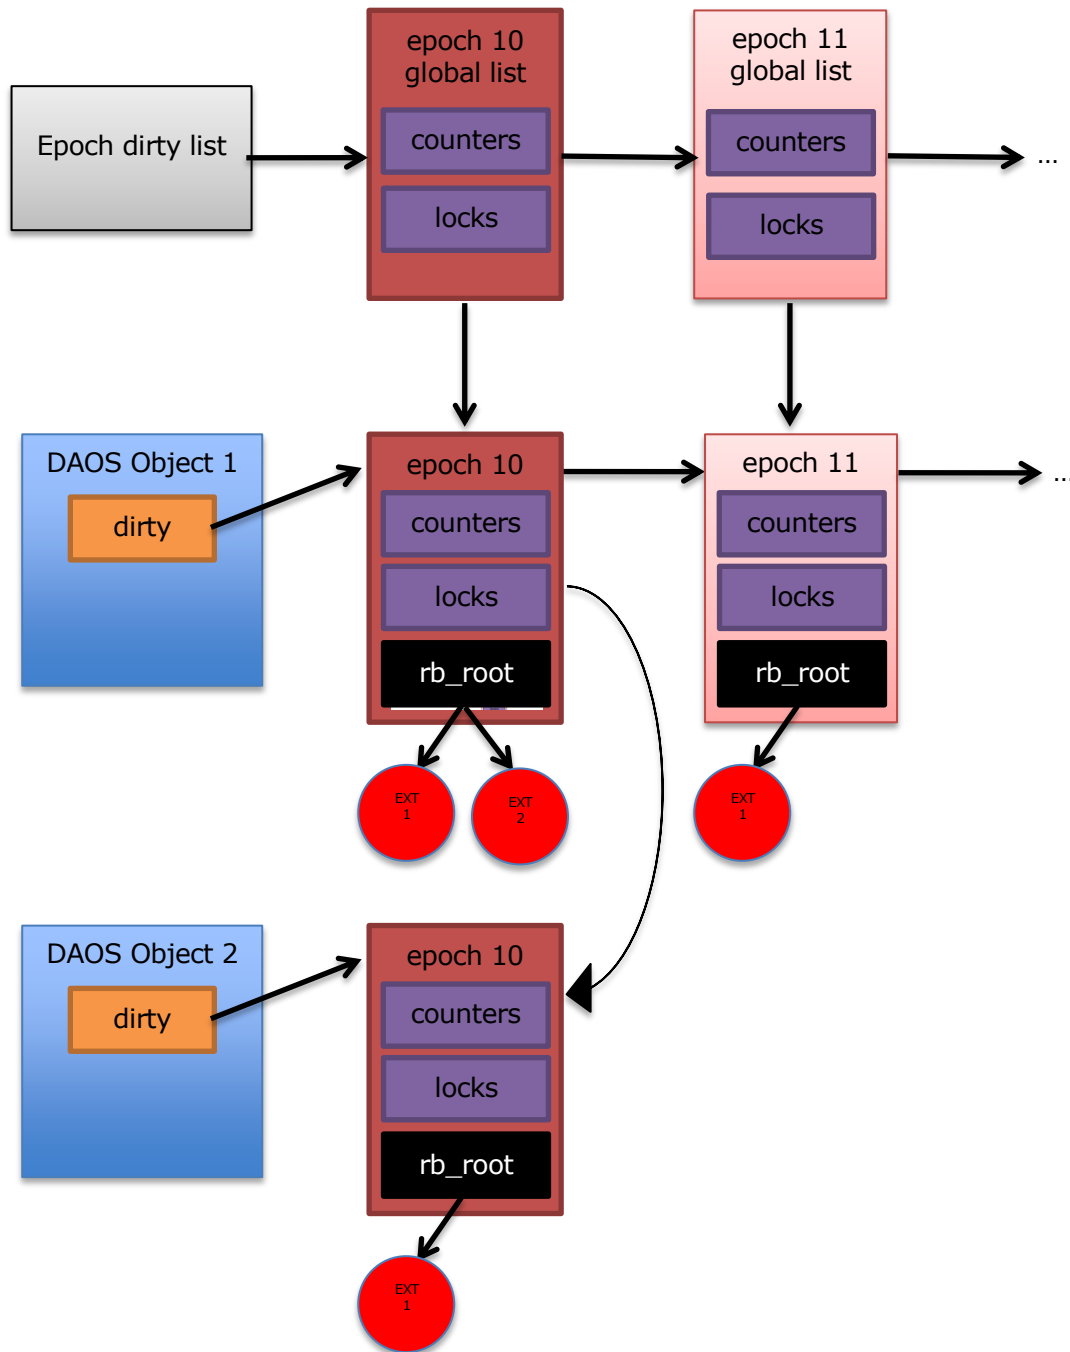 epoch 10
global list
counters
locks
epoch 11
global list
counters
locks
Epoch dirty list
...
DAOS Object 1
dirty
epoch 10
counters
locks
rb_root
EXT
1
EXT
2
epoch 11
counters
locks
rb_root
EXT
1
...
DAOS Object 2
dirty
epoch 10
counters
locks
rb_root
EXT
1